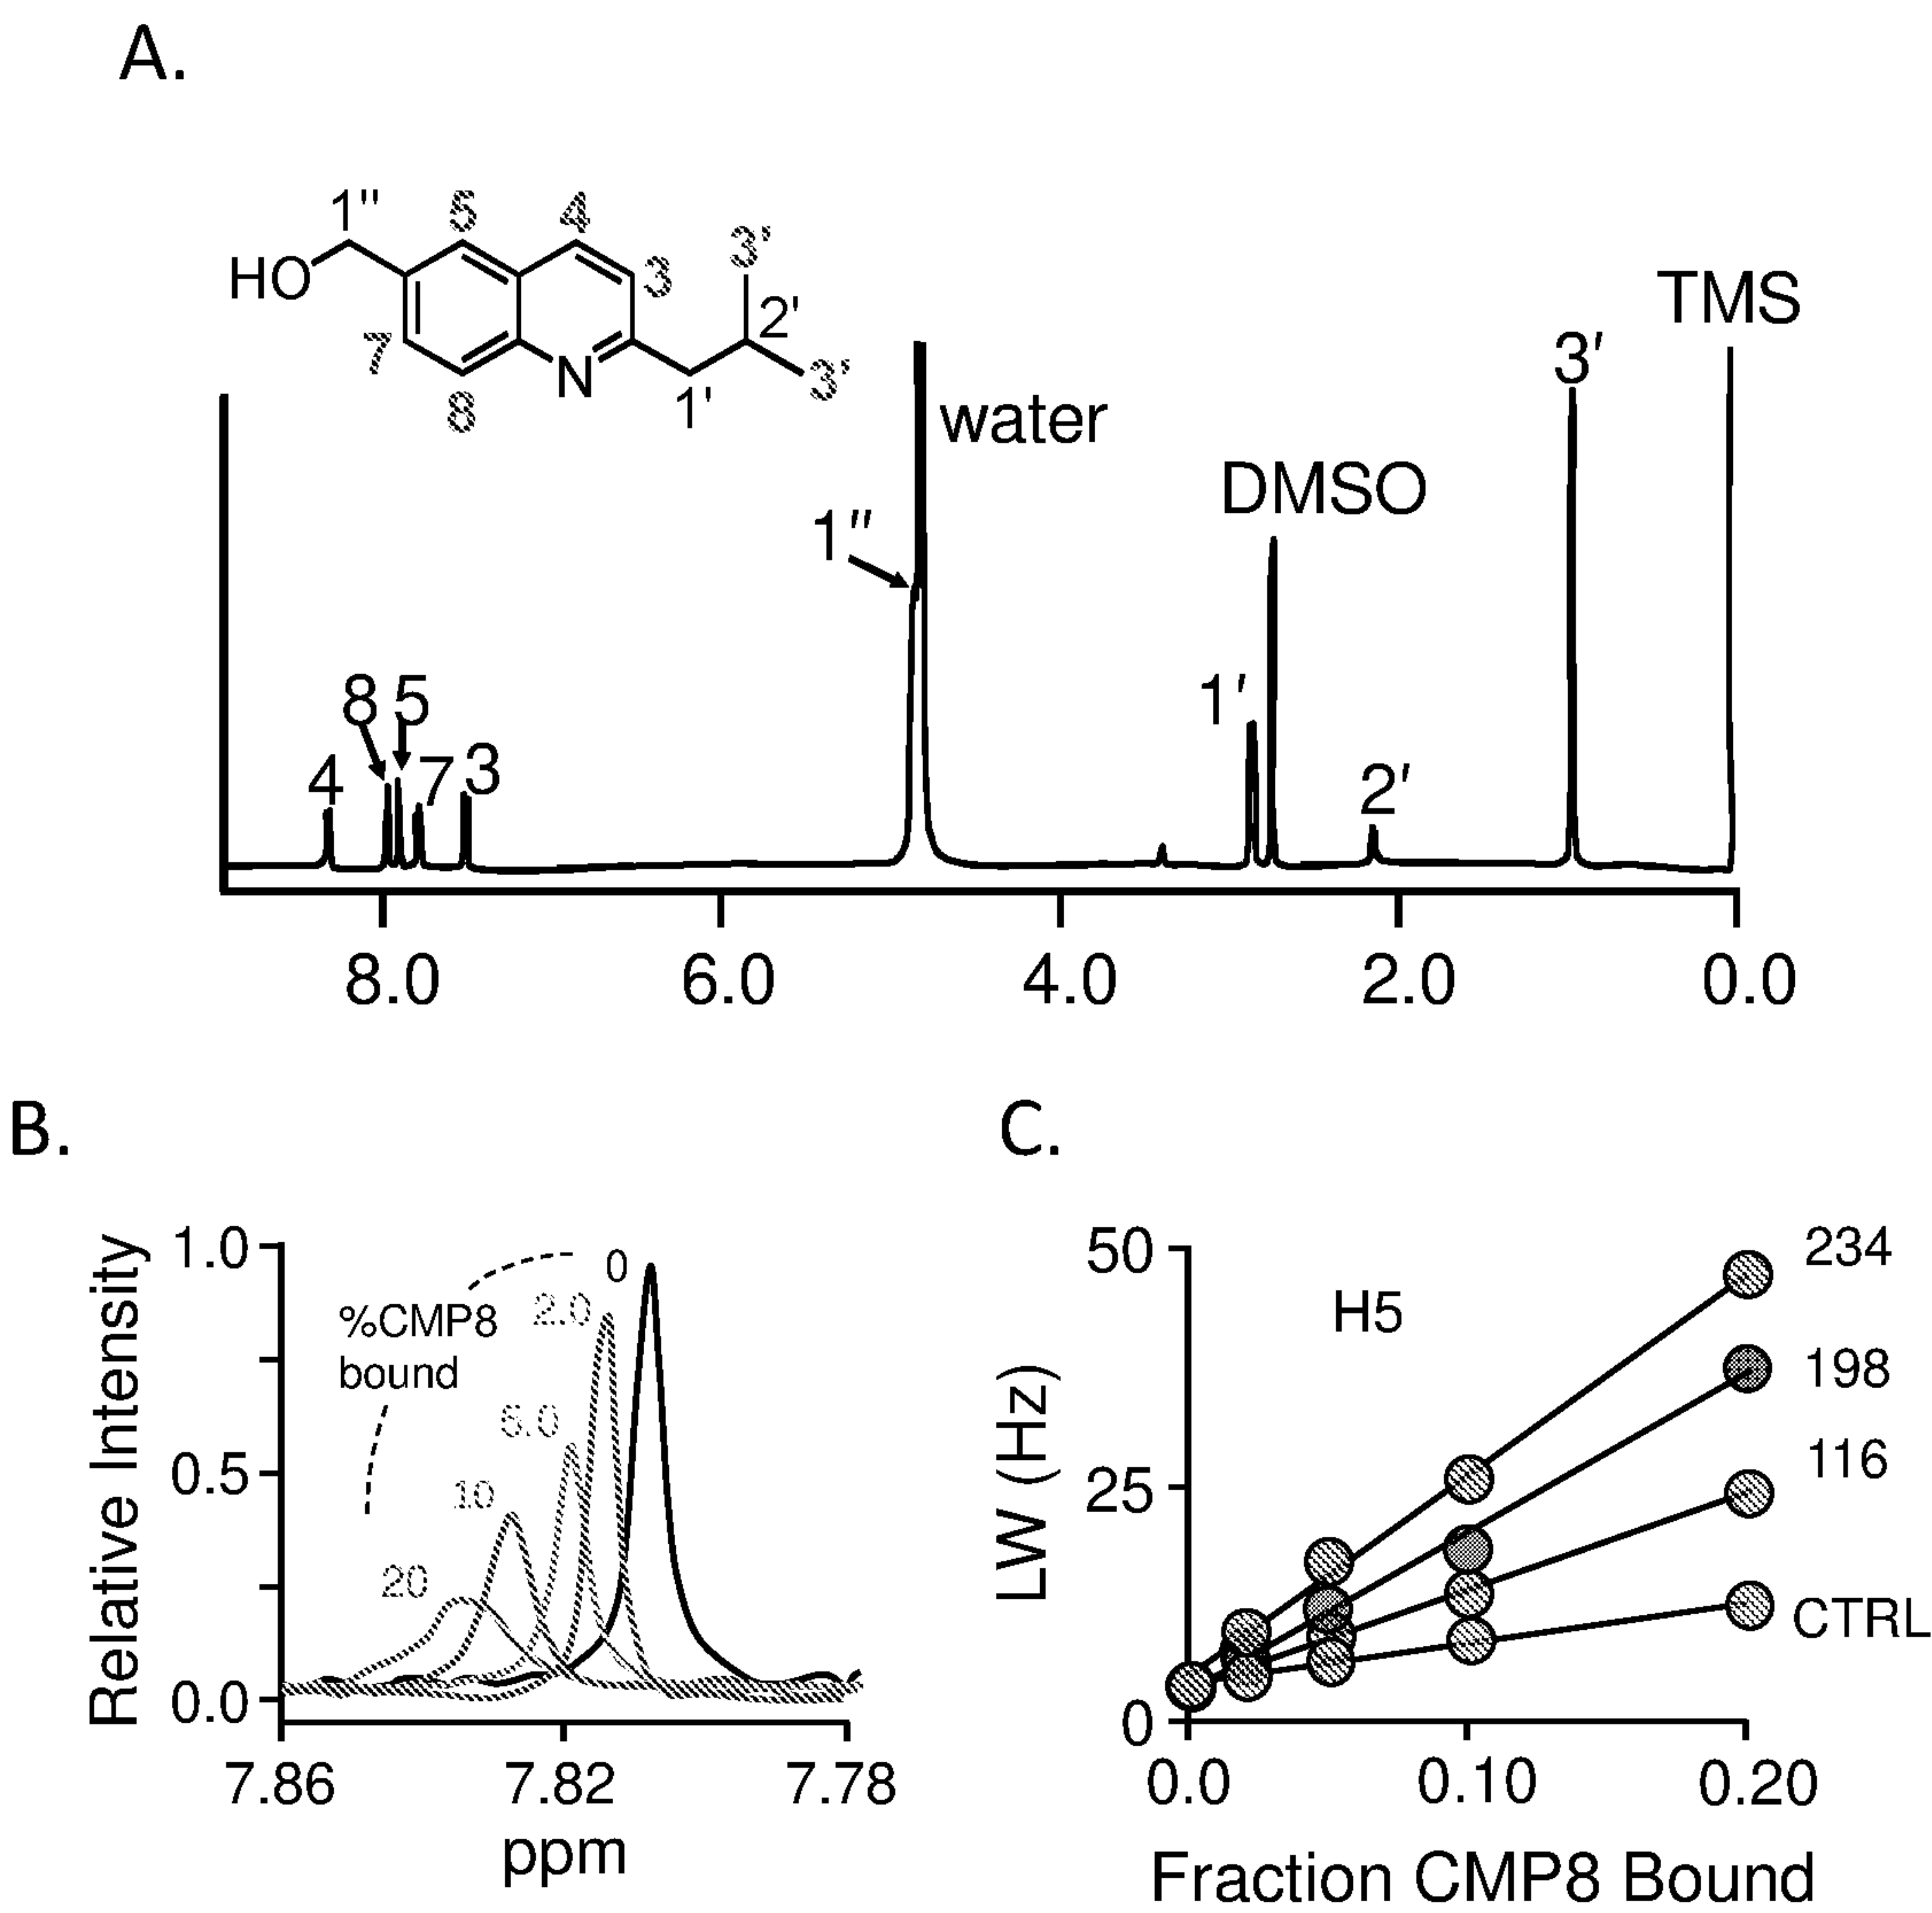 A.
1"
5
4
3'
HO
3
2'
7
N
3'
8
1'
TMS
3'
water
DMSO
1"
8 5
1'
4
7
3
2'
8.0 6.0 4.0 2.0 0.0
B.
1.0
0
2.0
%CMP8
bound
5.0
0.5
10
20
0.0
Relative Intensity
7.86 7.82 7.78
ppm
C.
50
234
H5
198
116
25
CTRL
0
LW (Hz)
0.0 0.10 0.20
Fraction CMP8 Bound